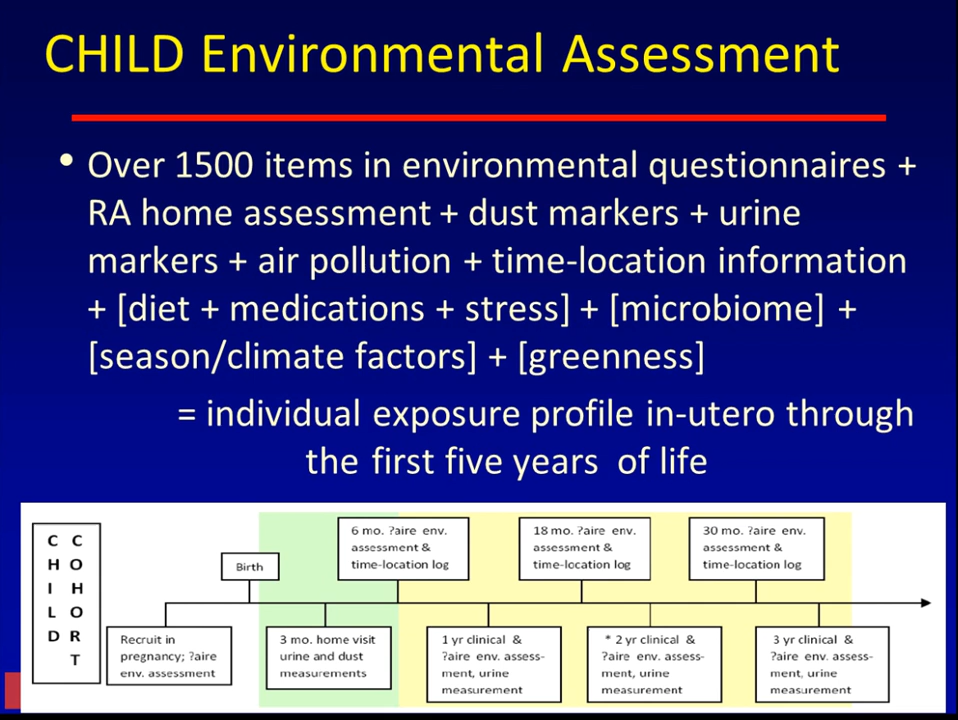 CHILD Environmental Assessment
• Over 1500 items in environmental questionnaires +
RA home assessment + dust markers + urine
markers + air pollution + time-location information
+ [diet + medications + stress] + [microbiome] +
[season/climate factors] + [greenness]
= individual exposure profile in-utero through
the first five years of life
CHILD
COHORT
Birth
6 mo. ?aire env.
assessment &
time-location log
18 mo. ?aire env.
assessment &
time-location log
30 mo. ?aire env.
assessment &
time-location log
Recruit in
pregnancy; ?aire
env. assessment
3 mo. home visit
urine and dust
measurements
1 yr clinical &
?aire env. assess-
ment, urine
measurement
* 2 yr clinical &
?aire env. assess-
ment, urine
measurement
3 yr clinical &
?aire env. assess-
ment, urine
measurement